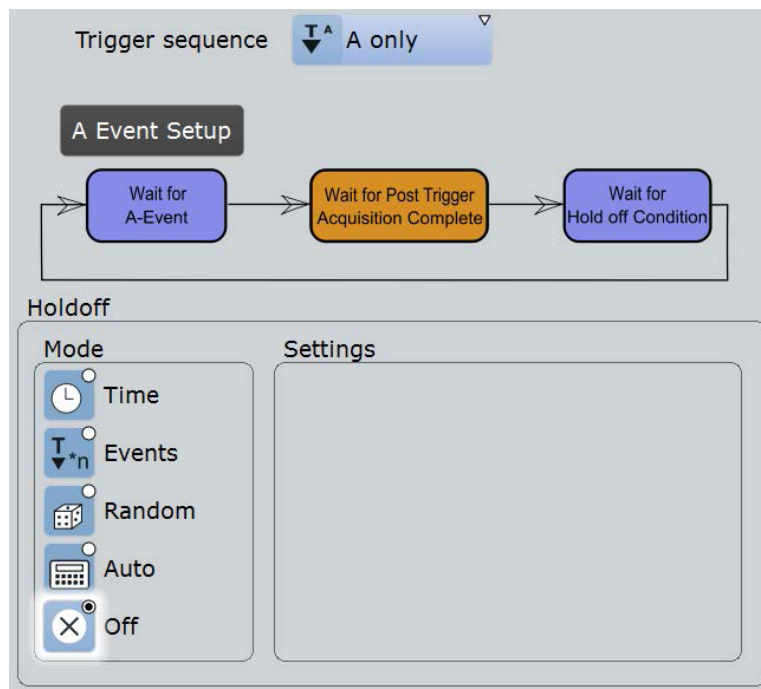 Trigger sequence
T A
A only
A Event Setup
Wait for
A-Event
Wait for Post Trigger
Acquisition Complete
Wait for
Hold off Condition
Holdoff
Mode
Settings
Time
T *n
Events
Random
Auto
Off